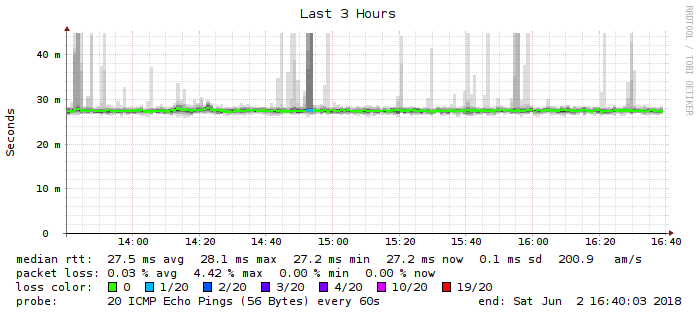 Last 3 Hours
RRDTOOL / TOBI OETIKER
Seconds
40 m
30 m
20 m
10 m
0
14:00 14:20 14:40 15:00 15:20 15:40 16:00 16:20 16:40
median rtt: 27.5 ms avg 28.1 ms max 27.2 ms min 27.2 ms now 0.1 ms sd 200.9 am/s
packet loss: 0.03 % avg 4.42 % max 0.00 % min 0.00 % now
loss color: 0 1/20 2/20 3/20 4/20 10/20 19/20
probe: 20 ICMP Echo Pings (56 Bytes) every 60s end: Sat Jun 2 16:40:03 2018